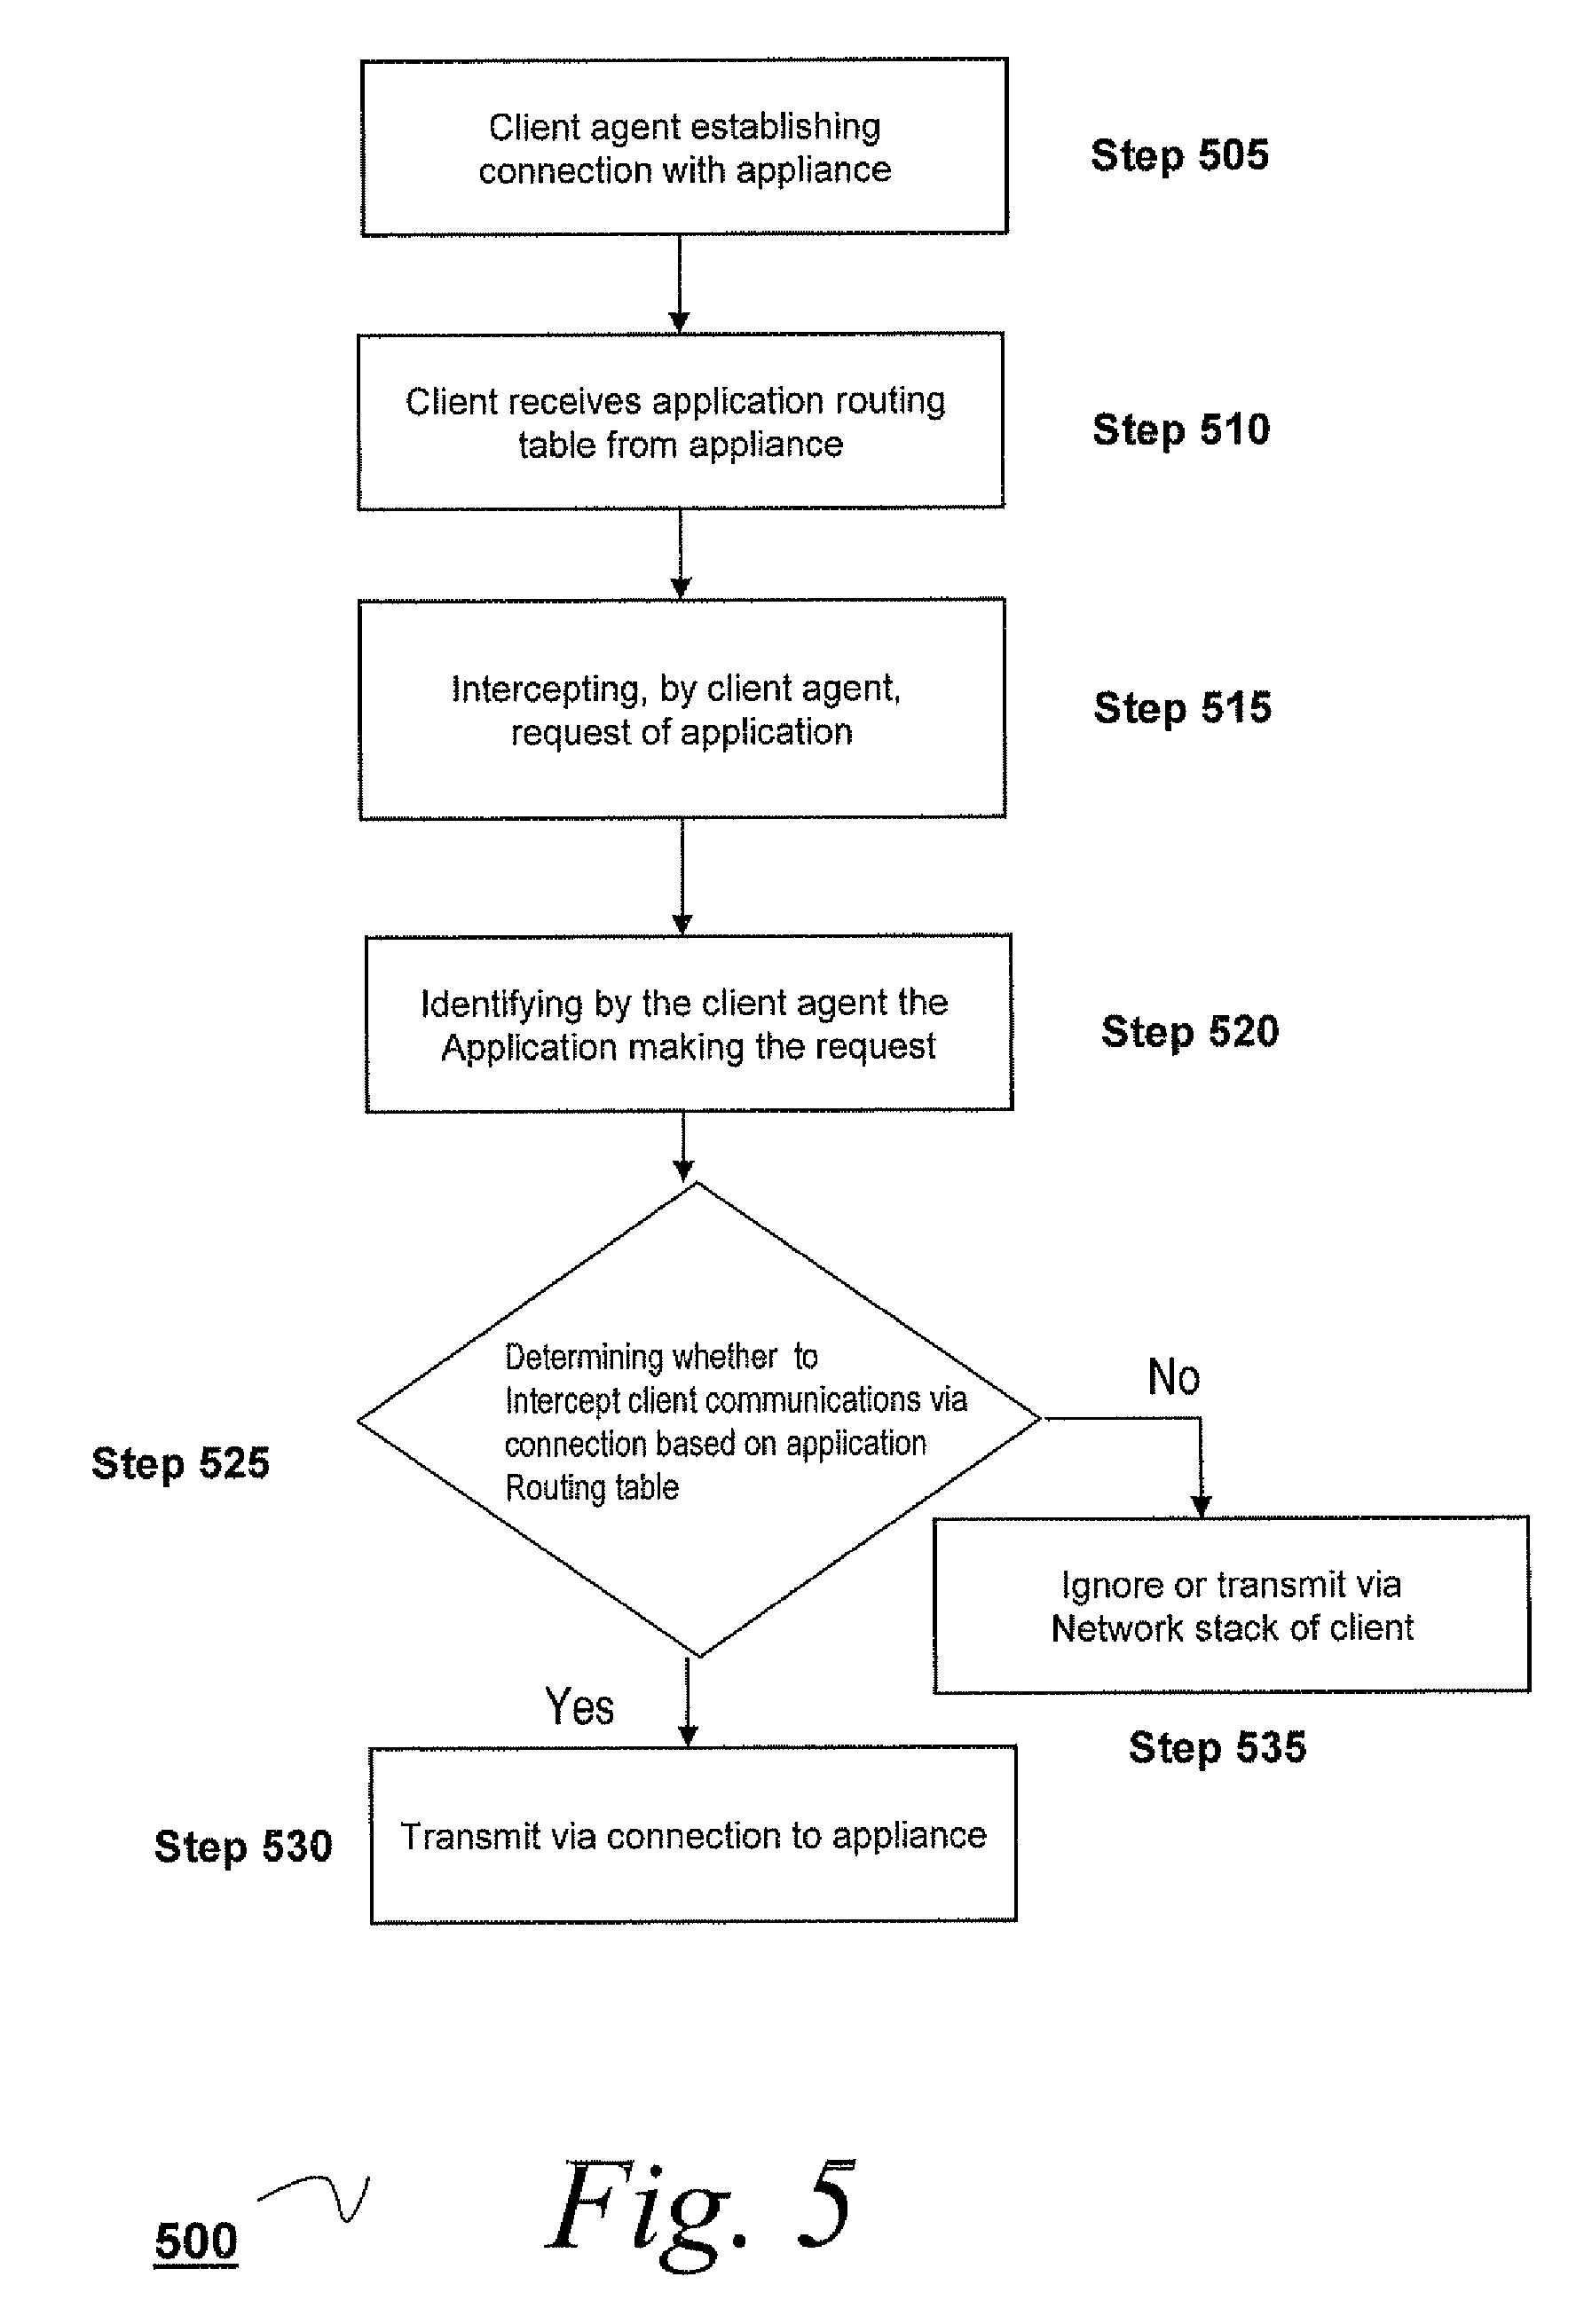 Client agent establishing
connection with appliance
Step 505
Client receives application routing
table from appliance
Step 510
Intercepting, by client agent,
request of application
Step 515
Identifying by the client agent the
Application making the request
Step 520
Determining whether to
Intercept client communications via
connection based on application
Routing table
Step 525
No
Ignore or transmit via
Network stack of client
Step 535
Yes
Transmit via connection to appliance
Step 530
500
Fig. 5